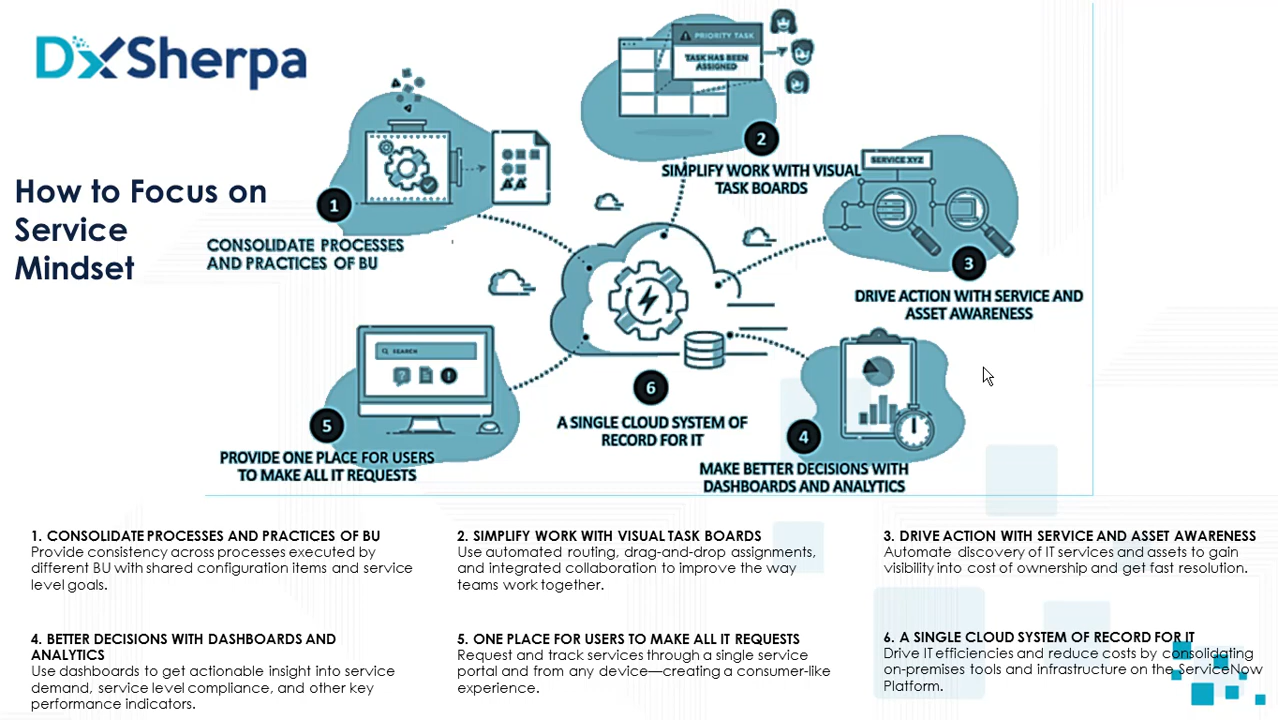 DxSherpa
How to Focus on
Service
Mindset
1
CONSOLIDATE PROCESSES
AND PRACTICES OF BU
PRIORITY TASK
TASK HAS BEEN
ASSIGNED
2
SIMPLIFY WORK WITH VISUAL
TASK BOARDS
SERVICE XYZ
3
DRIVE ACTION WITH SERVICE AND
ASSET AWARENESS
4
MAKE BETTER DECISIONS WITH
DASHBOARDS AND ANALYTICS
SEARCH
5
PROVIDE ONE PLACE FOR USERS
TO MAKE ALL IT REQUESTS
6
A SINGLE CLOUD SYSTEM OF
RECORD FOR IT
1. CONSOLIDATE PROCESSES AND PRACTICES OF BU
Provide consistency across processes executed by
different BU with shared configuration items and service
level goals.
2. SIMPLIFY WORK WITH VISUAL TASK BOARDS
Use automated routing, drag-and-drop assignments,
and integrated collaboration to improve the way
teams work together.
3. DRIVE ACTION WITH SERVICE AND ASSET AWARENESS
Automate discovery of IT services and assets to gain
visibility into cost of ownership and get fast resolution.
4. BETTER DECISIONS WITH DASHBOARDS AND
ANALYTICS
Use dashboards to get actionable insight into service
demand, service level compliance, and other key
performance indicators.
5. ONE PLACE FOR USERS TO MAKE ALL IT REQUESTS
Request and track services through a single service
portal and from any device—creating a consumer-like
experience.
6. A SINGLE CLOUD SYSTEM OF RECORD FOR IT
Drive IT efficiencies and reduce costs by consolidating
on-premises tools and infrastructure on the ServiceNow
Platform.